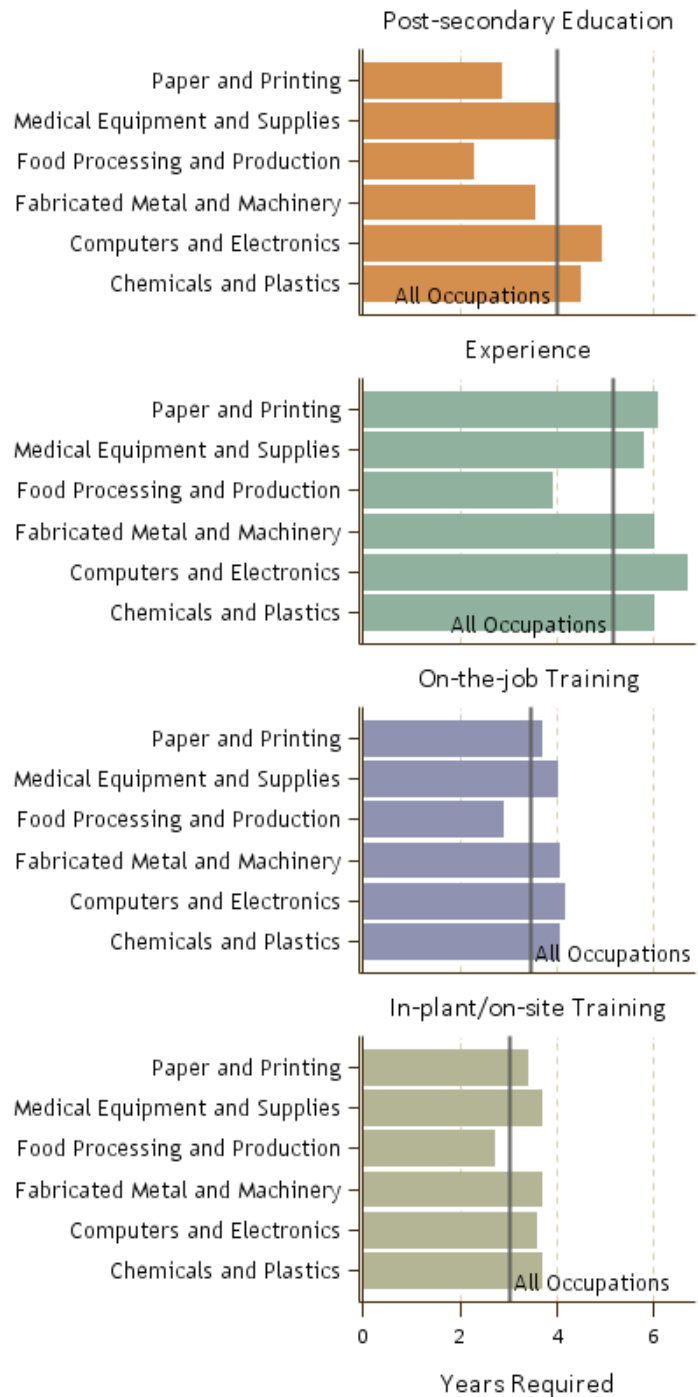 Post-secondary Education
Paper and Printing
Medical Equipment and Supplies
Food Processing and Production
Fabricated Metal and Machinery
Computers and Electronics
Chemicals and Plastics
All Occupations
Experience
Paper and Printing
Medical Equipment and Supplies
Food Processing and Production
Fabricated Metal and Machinery
Computers and Electronics
Chemicals and Plastics
All Occupations
On-the-job Training
Paper and Printing
Medical Equipment and Supplies
Food Processing and Production
Fabricated Metal and Machinery
Computers and Electronics
Chemicals and Plastics
All Occupations
In-plant/on-site Training
Paper and Printing
Medical Equipment and Supplies
Food Processing and Production
Fabricated Metal and Machinery
Computers and Electronics
Chemicals and Plastics
All Occupations
0 2 4 6
Years Required